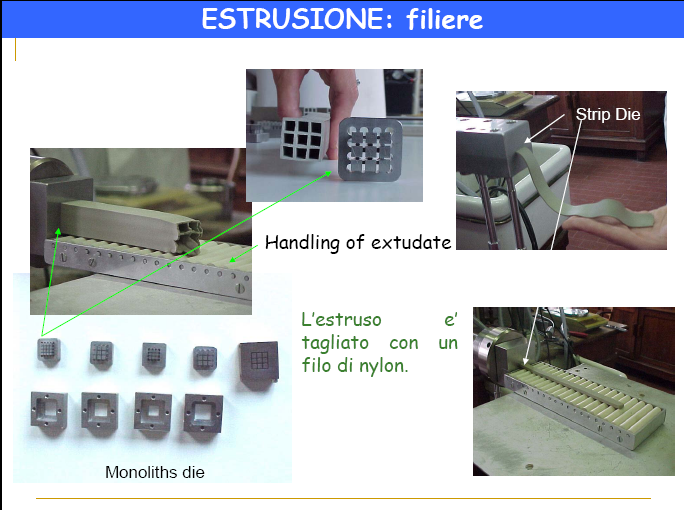 ESTRUSIONE: filiere
Strip Die
Handling of extudate
L'estruso e'
tagliato con un
filo di nylon.
Monoliths die